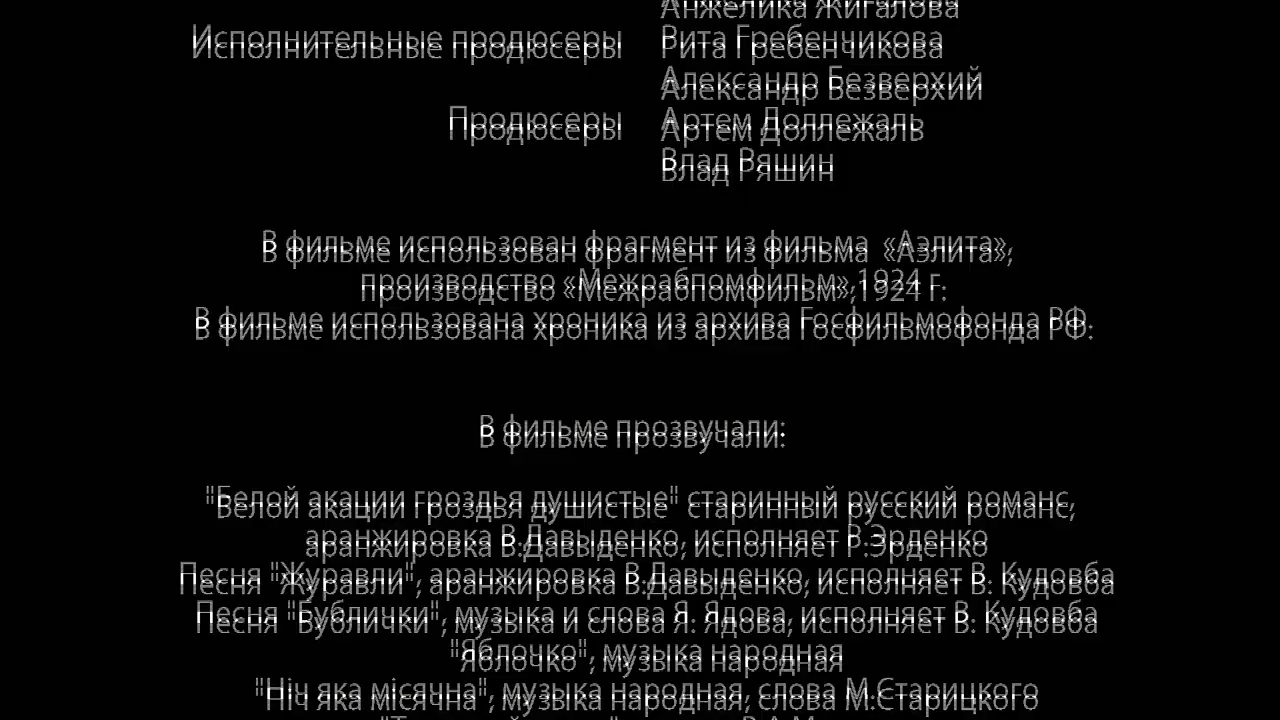 Анжелика Жигалова
Исполнительные продюсеры Рита Гребенчикова
Александр Безверхий
Продюсеры Артем Доллежаль
Влад Ряшин
В фильме использован фрагмент из фильма «Аэлита»,
производство «Межрабпомфильм»,1924 г.
В фильме использована хроника из архива Госфильмофонда РФ.
В фильме прозвучали:
"Белой акации гроздья душистые" старинный русский романс,
аранжировка В.Давыденко, исполняет Р.Эрденко
Песня "Журавли", аранжировка В.Давыденко, исполняет В. Кудовба
Песня "Бублички", музыка и слова Я. Ядова, исполняет В. Кудовба
"Яблочко", музыка народная
"Ніч яка місячна", музыка народная, слова М.Старицкого